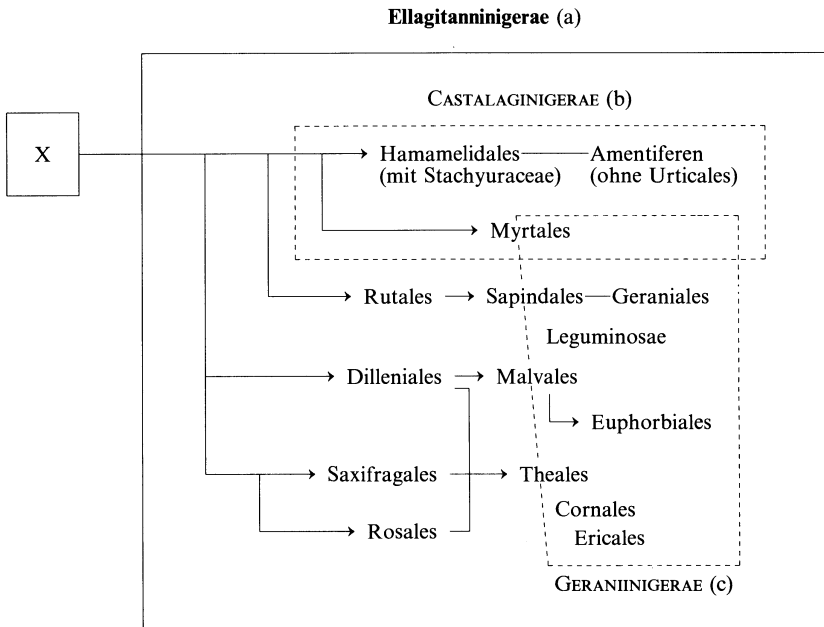 Ellagitanninigerae (a)
CASTALAGINIGERAE (b)
X
Hamamelidales Amentiferen
(mit Stachyuraceae) (ohne Urticales)
Myrtales
Rutales Sapindales Geraniales
Leguminosae
Dilleniales Malvales
Euphorbiales
Saxifragales Theales
Cornales
Rosales
Ericales
GERANIINIGERAE (c)